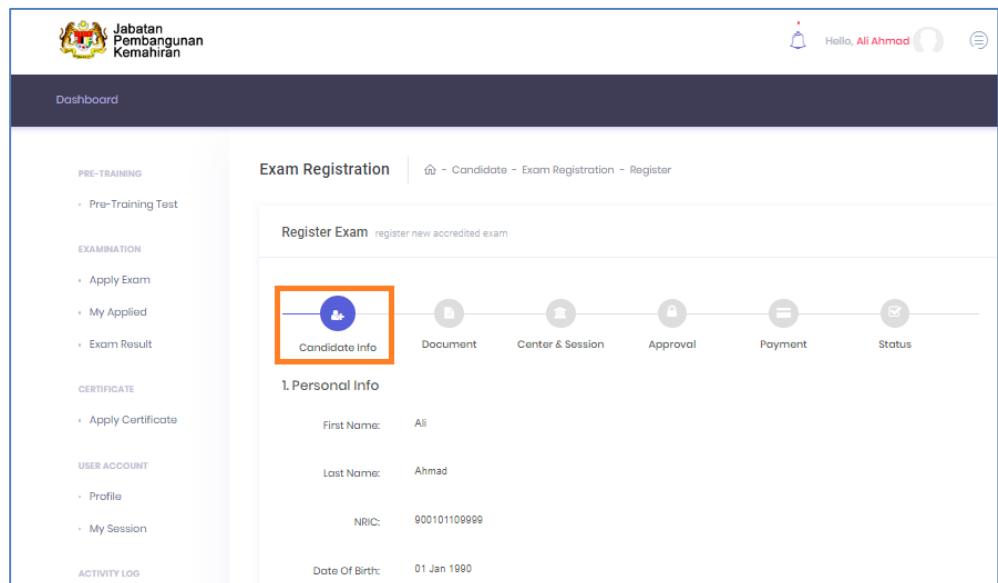 Jabatan
Pembangunan
Kemahiran
Hello, Ali Ahmad
Dashboard
PRE-TRAINING
Pre-Training Test
EXAMINATION
Apply Exam
My Applied
Exam Result
CERTIFICATE
Apply Certificate
USER ACCOUNT
Profile
My Session
ACTIVITY LOG
Exam Registration
- Candidate - Exam Registration - Register
Register Exam register new accredited exam
Candidate Info
Document
Center & Session
Approval
Payment
Status
1. Personal Info
First Name: Ali
Last Name: Ahmad
NRIC: 900101109999
Date Of Birth: 01 Jan 1990